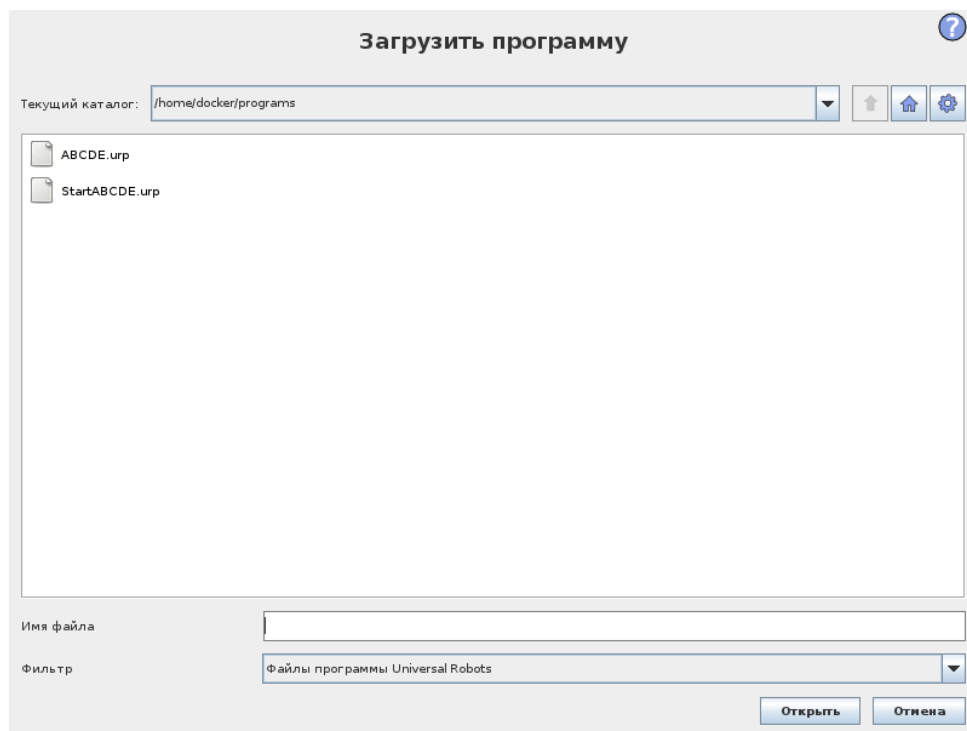 Загрузить программу
?
Текущий каталог: /home/docker/programs
ABCDE.urp
StartABCDE.urp
Имя файла
Фильтр Файлы программы Universal Robots
Открыть Отмена